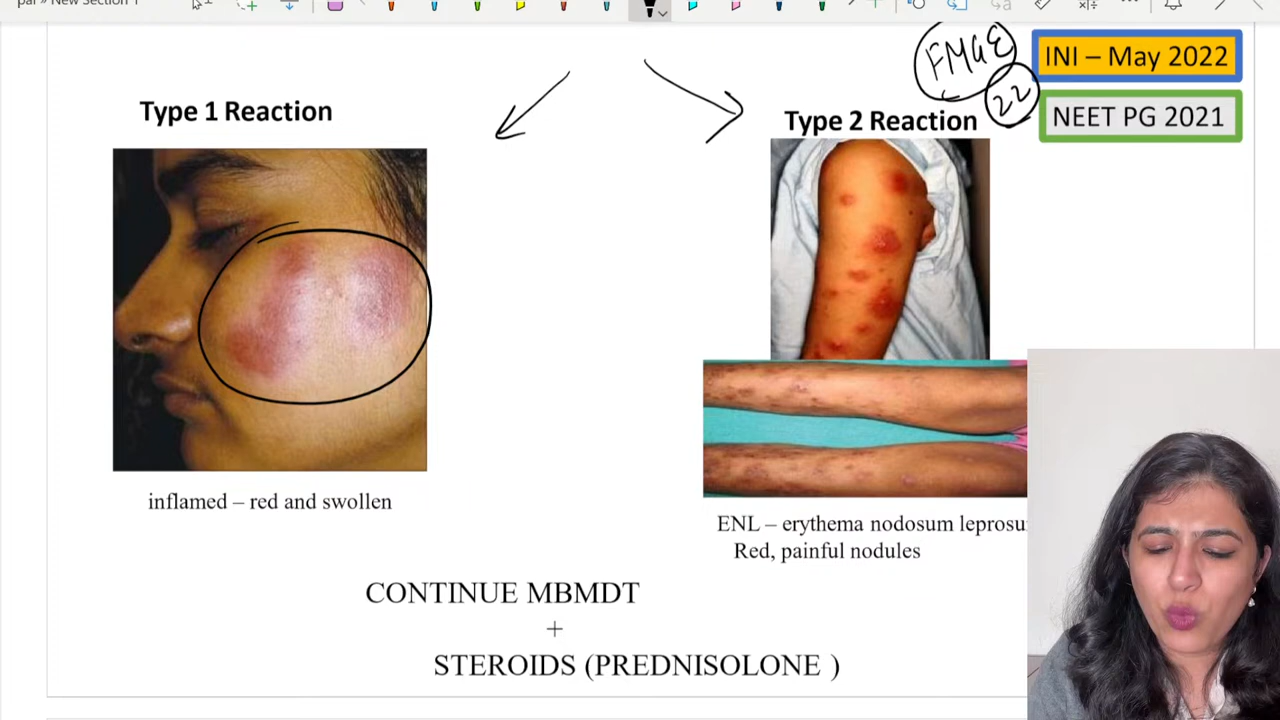 FMGE
22
INI – May 2022
NEET PG 2021
Type 1 Reaction
Type 2 Reaction
inflamed – red and swollen
ENL – erythema nodosum leprosu
Red, painful nodules
CONTINUE MBMDT
+
STEROIDS (PREDNISOLONE )